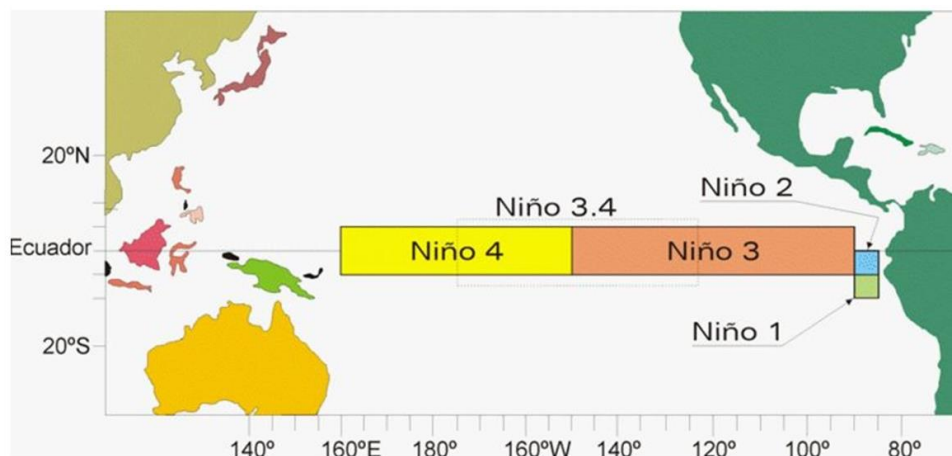 20ºN
Niño 2
Niño 3.4
Ecuador
Niño 4
Niño 3
Niño 1
20ºS
140º 160ºE 180º 160ºW 140º 120º 100º 80º